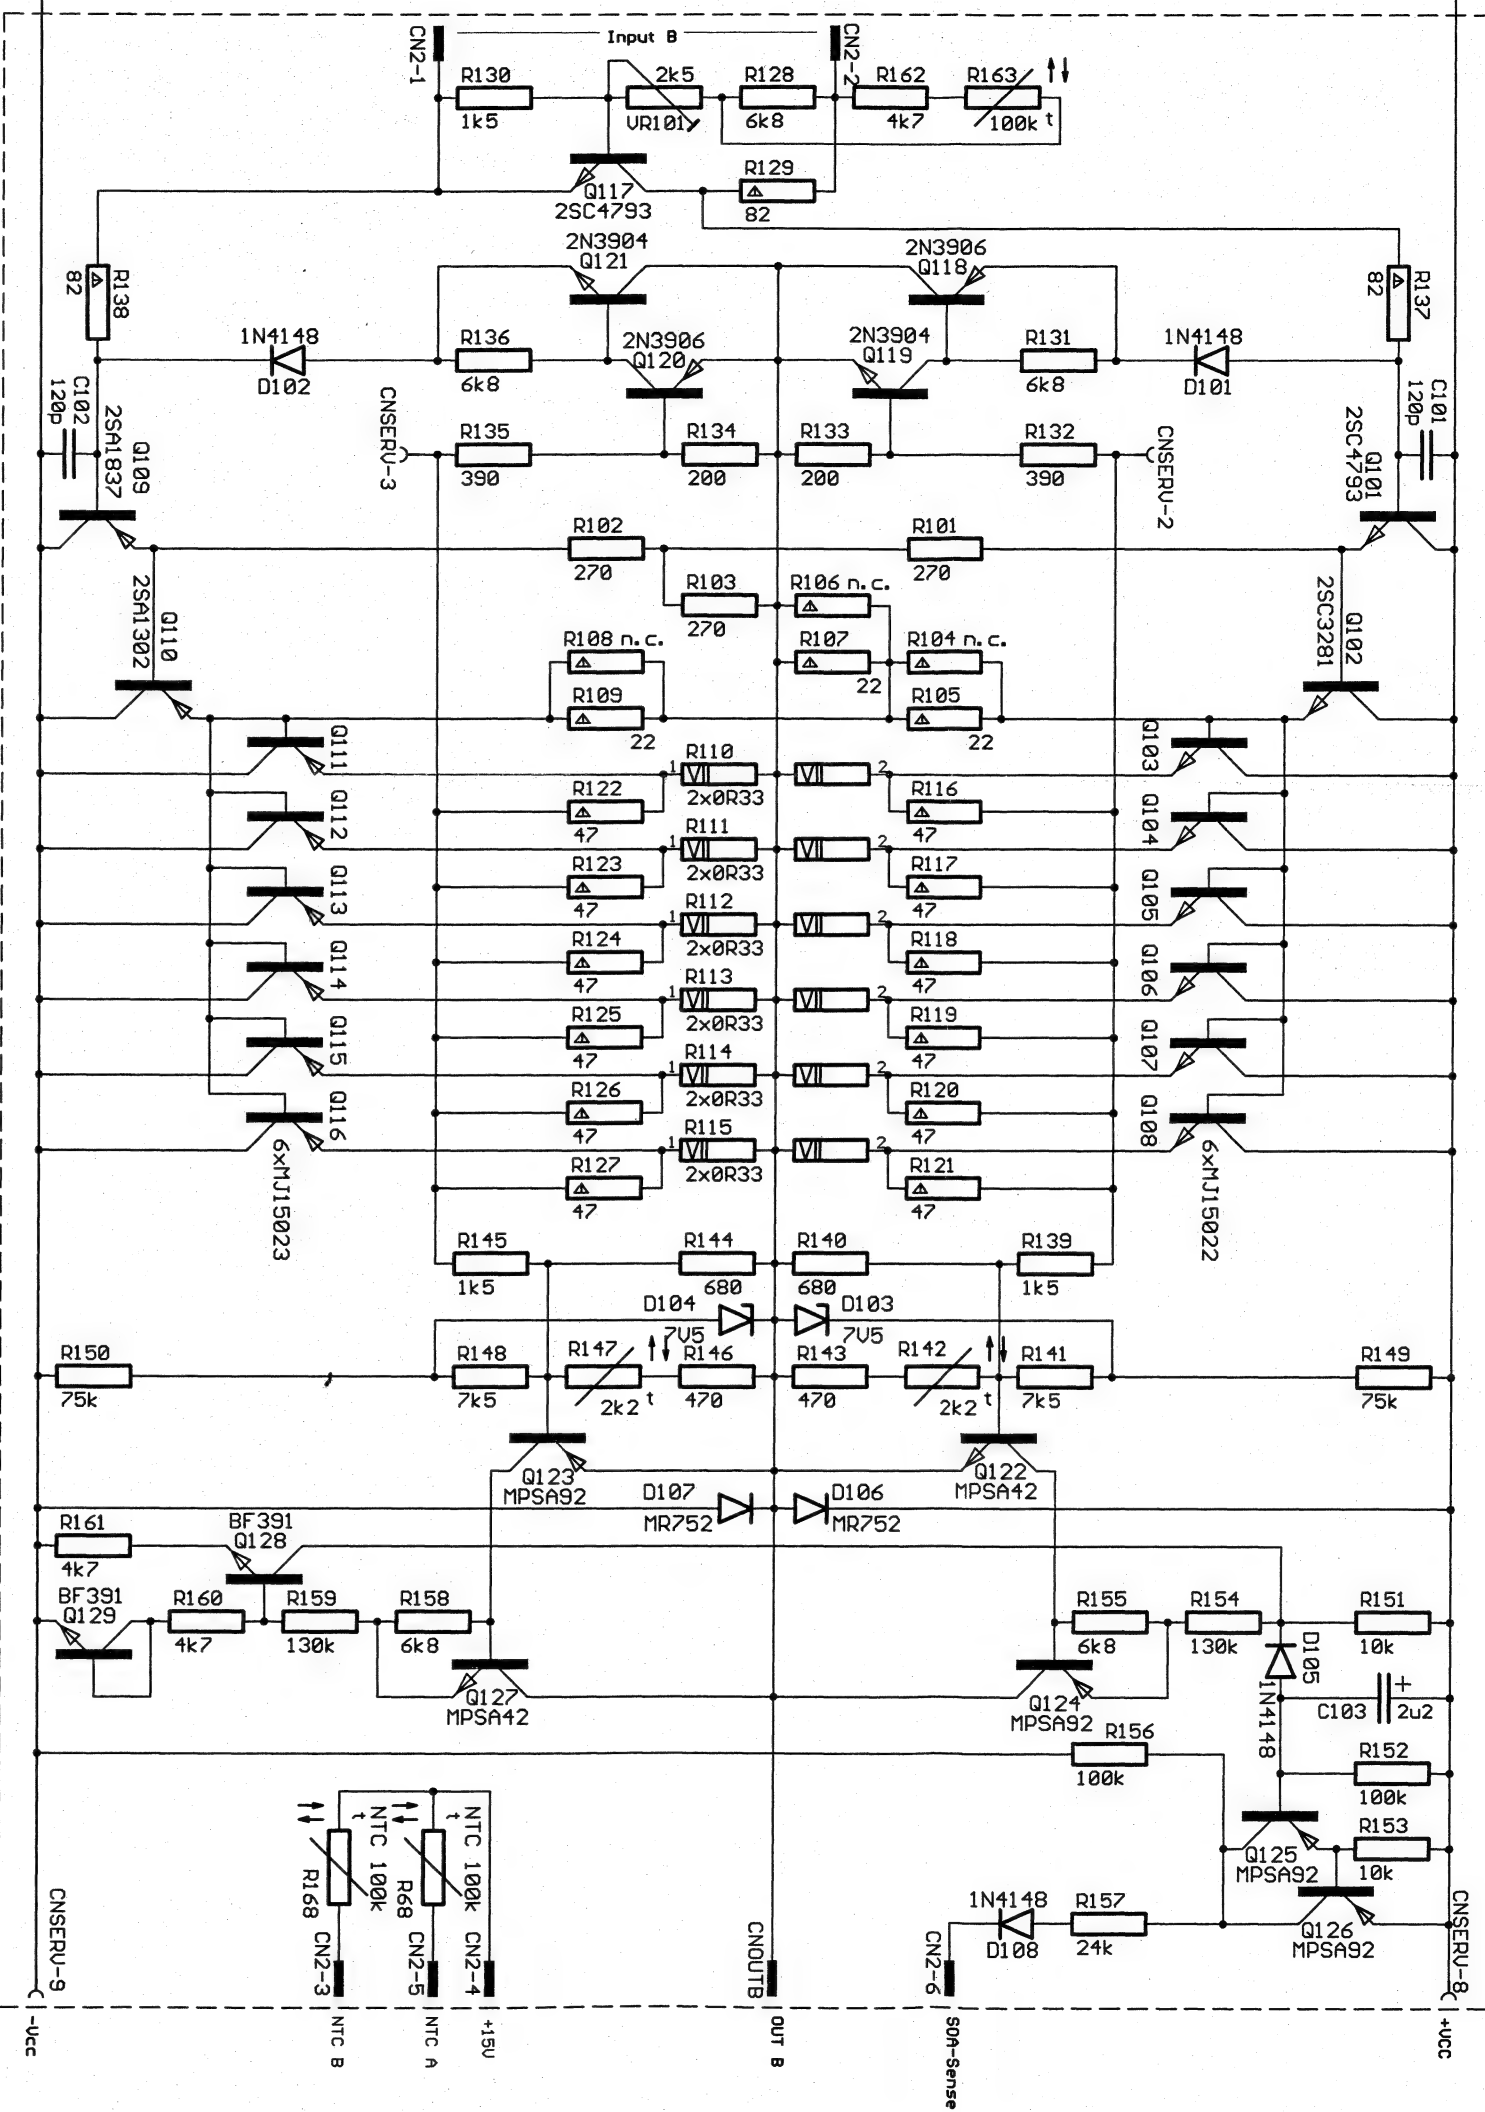 Input B
CN2-1
CN2-2
R130
1k5
2k5
VR101
R128
6k8
R162
4k7
R163
100k t
Q117
2SC4793
R129
82
2N3904
Q121
2N3906
Q118
R138
82
R137
82
1N4148
D102
R136
6k8
2N3906
Q120
2N3904
Q119
R131
6k8
1N4148
D101
C102
120p
C101
120p
CNSERV-3
R135
390
R134
200
R133
200
R132
390
CNSERV-2
Q109
2SA1837
Q101
2SC4793
R102
270
R101
270
R103
270
R106 n.c.
Q110
2SA1302
Q102
2SC3281
R108 n.c.
R107
22
R104 n.c.
R109
22
R105
22
Q111
R110
1
2x0R33
2
Q103
R122
47
R116
47
Q112
R111
1
2x0R33
2
Q104
R123
47
R117
47
Q113
R112
1
2x0R33
2
Q105
R124
47
R118
47
Q114
R113
1
2x0R33
2
Q106
R125
47
R119
47
Q115
R114
1
2x0R33
2
Q107
R126
47
R120
47
Q116
6xMJ15023
R115
1
2x0R33
2
Q108
6xMJ15022
R127
47
R121
47
R145
1k5
R144
680
R140
680
R139
1k5
D104
7V5
D103
7V5
R150
75k
R148
7k5
R147
2k2 t
R146
470
R143
470
R142
2k2 t
R141
7k5
R149
75k
Q123
MPSA92
Q122
MPSA42
D107
MR752
D106
MR752
R161
4k7
BF391
Q128
BF391
Q129
R160
4k7
R159
130k
R158
6k8
R155
6k8
R154
130k
R151
10k
Q127
MPSA42
Q124
MPSA92
D105
1N4148
C103
+
2u2
R156
100k
R152
100k
R153
10k
Q125
MPSA92
t
NTC 100k
R168
t
NTC 100k
R68
1N4148
D108
R157
24k
Q126
MPSA92
CNSERV-9
CN2-3
CN2-5
CN2-4
CNOUTB
CN2-6
CNSERV-8
-Vcc
NTC B
NTC A
+15V
OUT B
SOA-Sense
+VCC